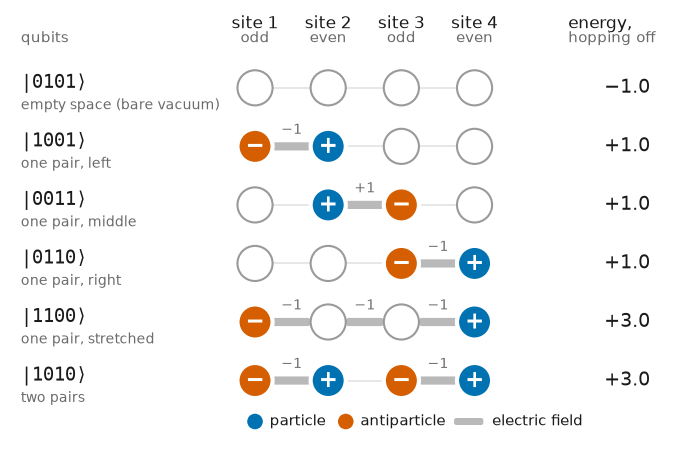 qubits
site 1 site 2 site 3 site 4 energy,
odd even odd even hopping off
|0101⟩ −1.0
empty space (bare vacuum)
|1001⟩ − −1 + +1.0
one pair, left
|0011⟩ + +1 − +1.0
one pair, middle
|0110⟩ − −1 + +1.0
one pair, right
|1100⟩ − −1 −1 −1 + +3.0
one pair, stretched
|1010⟩ − −1 + − −1 + +3.0
two pairs
particle antiparticle electric field